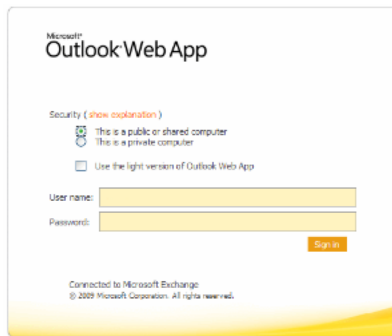 Microsoft®
Outlook Web App
Security ( show explanation )
This is a public or shared computer
This is a private computer
Use the light version of Outlook Web App
User name:
Password:
Sign in
Connected to Microsoft Exchange
© 2009 Microsoft Corporation. All rights reserved.